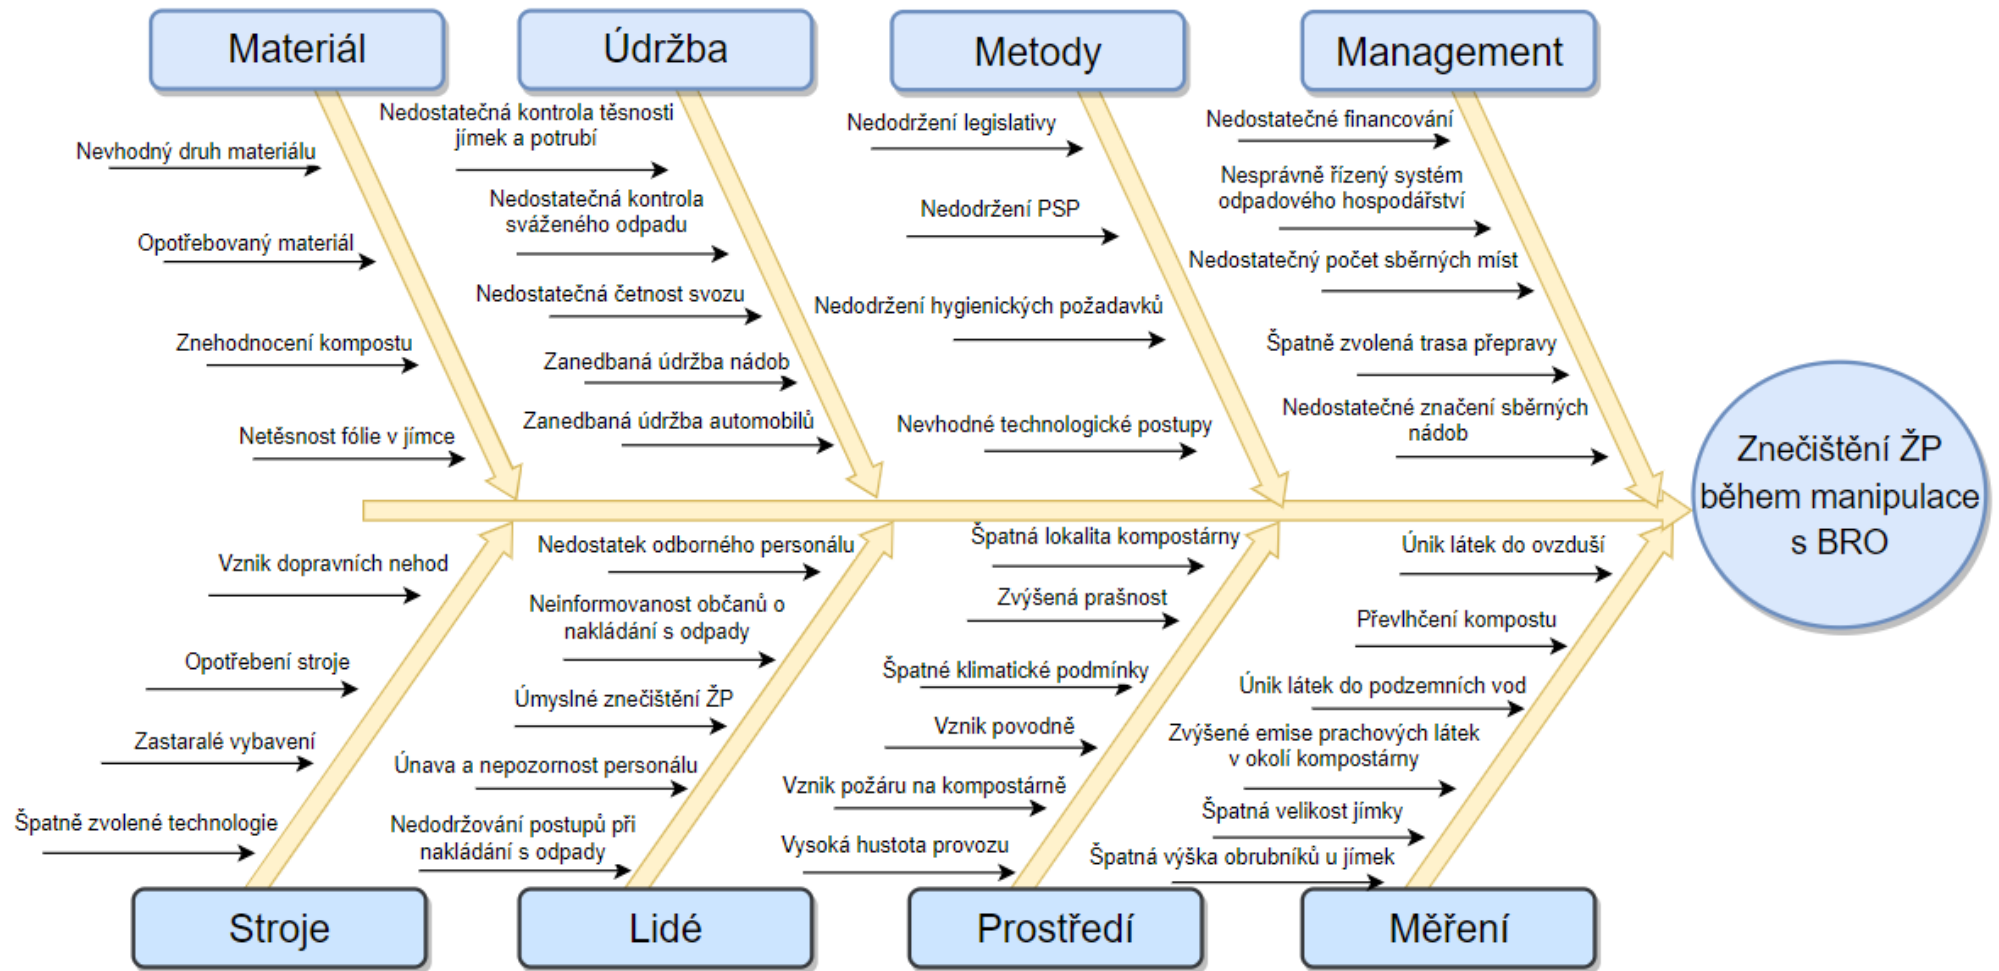 Materiál
Nevhodný druh materiálu
Opotřebovaný materiál
Znehodnocení kompostu
Netěsnost fólie v jímce
Údržba
Nedostatečná kontrola těsnosti
jímek a potrubí
Nedostatečná kontrola
sváženého odpadu
Nedostatečná četnost svozu
Zanedbaná údržba nádob
Zanedbaná údržba automobilů
Metody
Nedodržení legislativy
Nedodržení PSP
Nedodržení hygienických požadavků
Nevhodné technologické postupy
Management
Nedostatečné financování
Nesprávně řízený systém
odpadového hospodářství
Nedostatečný počet sběrných míst
Špatně zvolená trasa přepravy
Nedostatečné značení sběrných
nádob
Znečištění ŽP
během manipulace
s BRO
Vznik dopravních nehod
Opotřebení stroje
Zastaralé vybavení
Špatně zvolené technologie
Stroje
Nedostatek odborného personálu
Neinformovanost občanů o
nakládání s odpady
Úmyslné znečištění ŽP
Únava a nepozornost personálu
Nedodržování postupů při
nakládání s odpady
Lidé
Špatná lokalita kompostárny
Zvýšená prašnost
Špatné klimatické podmínky
Vznik povodně
Vznik požáru na kompostárně
Vysoká hustota provozu
Prostředí
Únik látek do ovzduší
Převlhčení kompostu
Únik látek do podzemních vod
Zvýšené emise prachových látek
v okolí kompostárny
Špatná velikost jímky
Špatná výška obrubníků u jímek
Měření